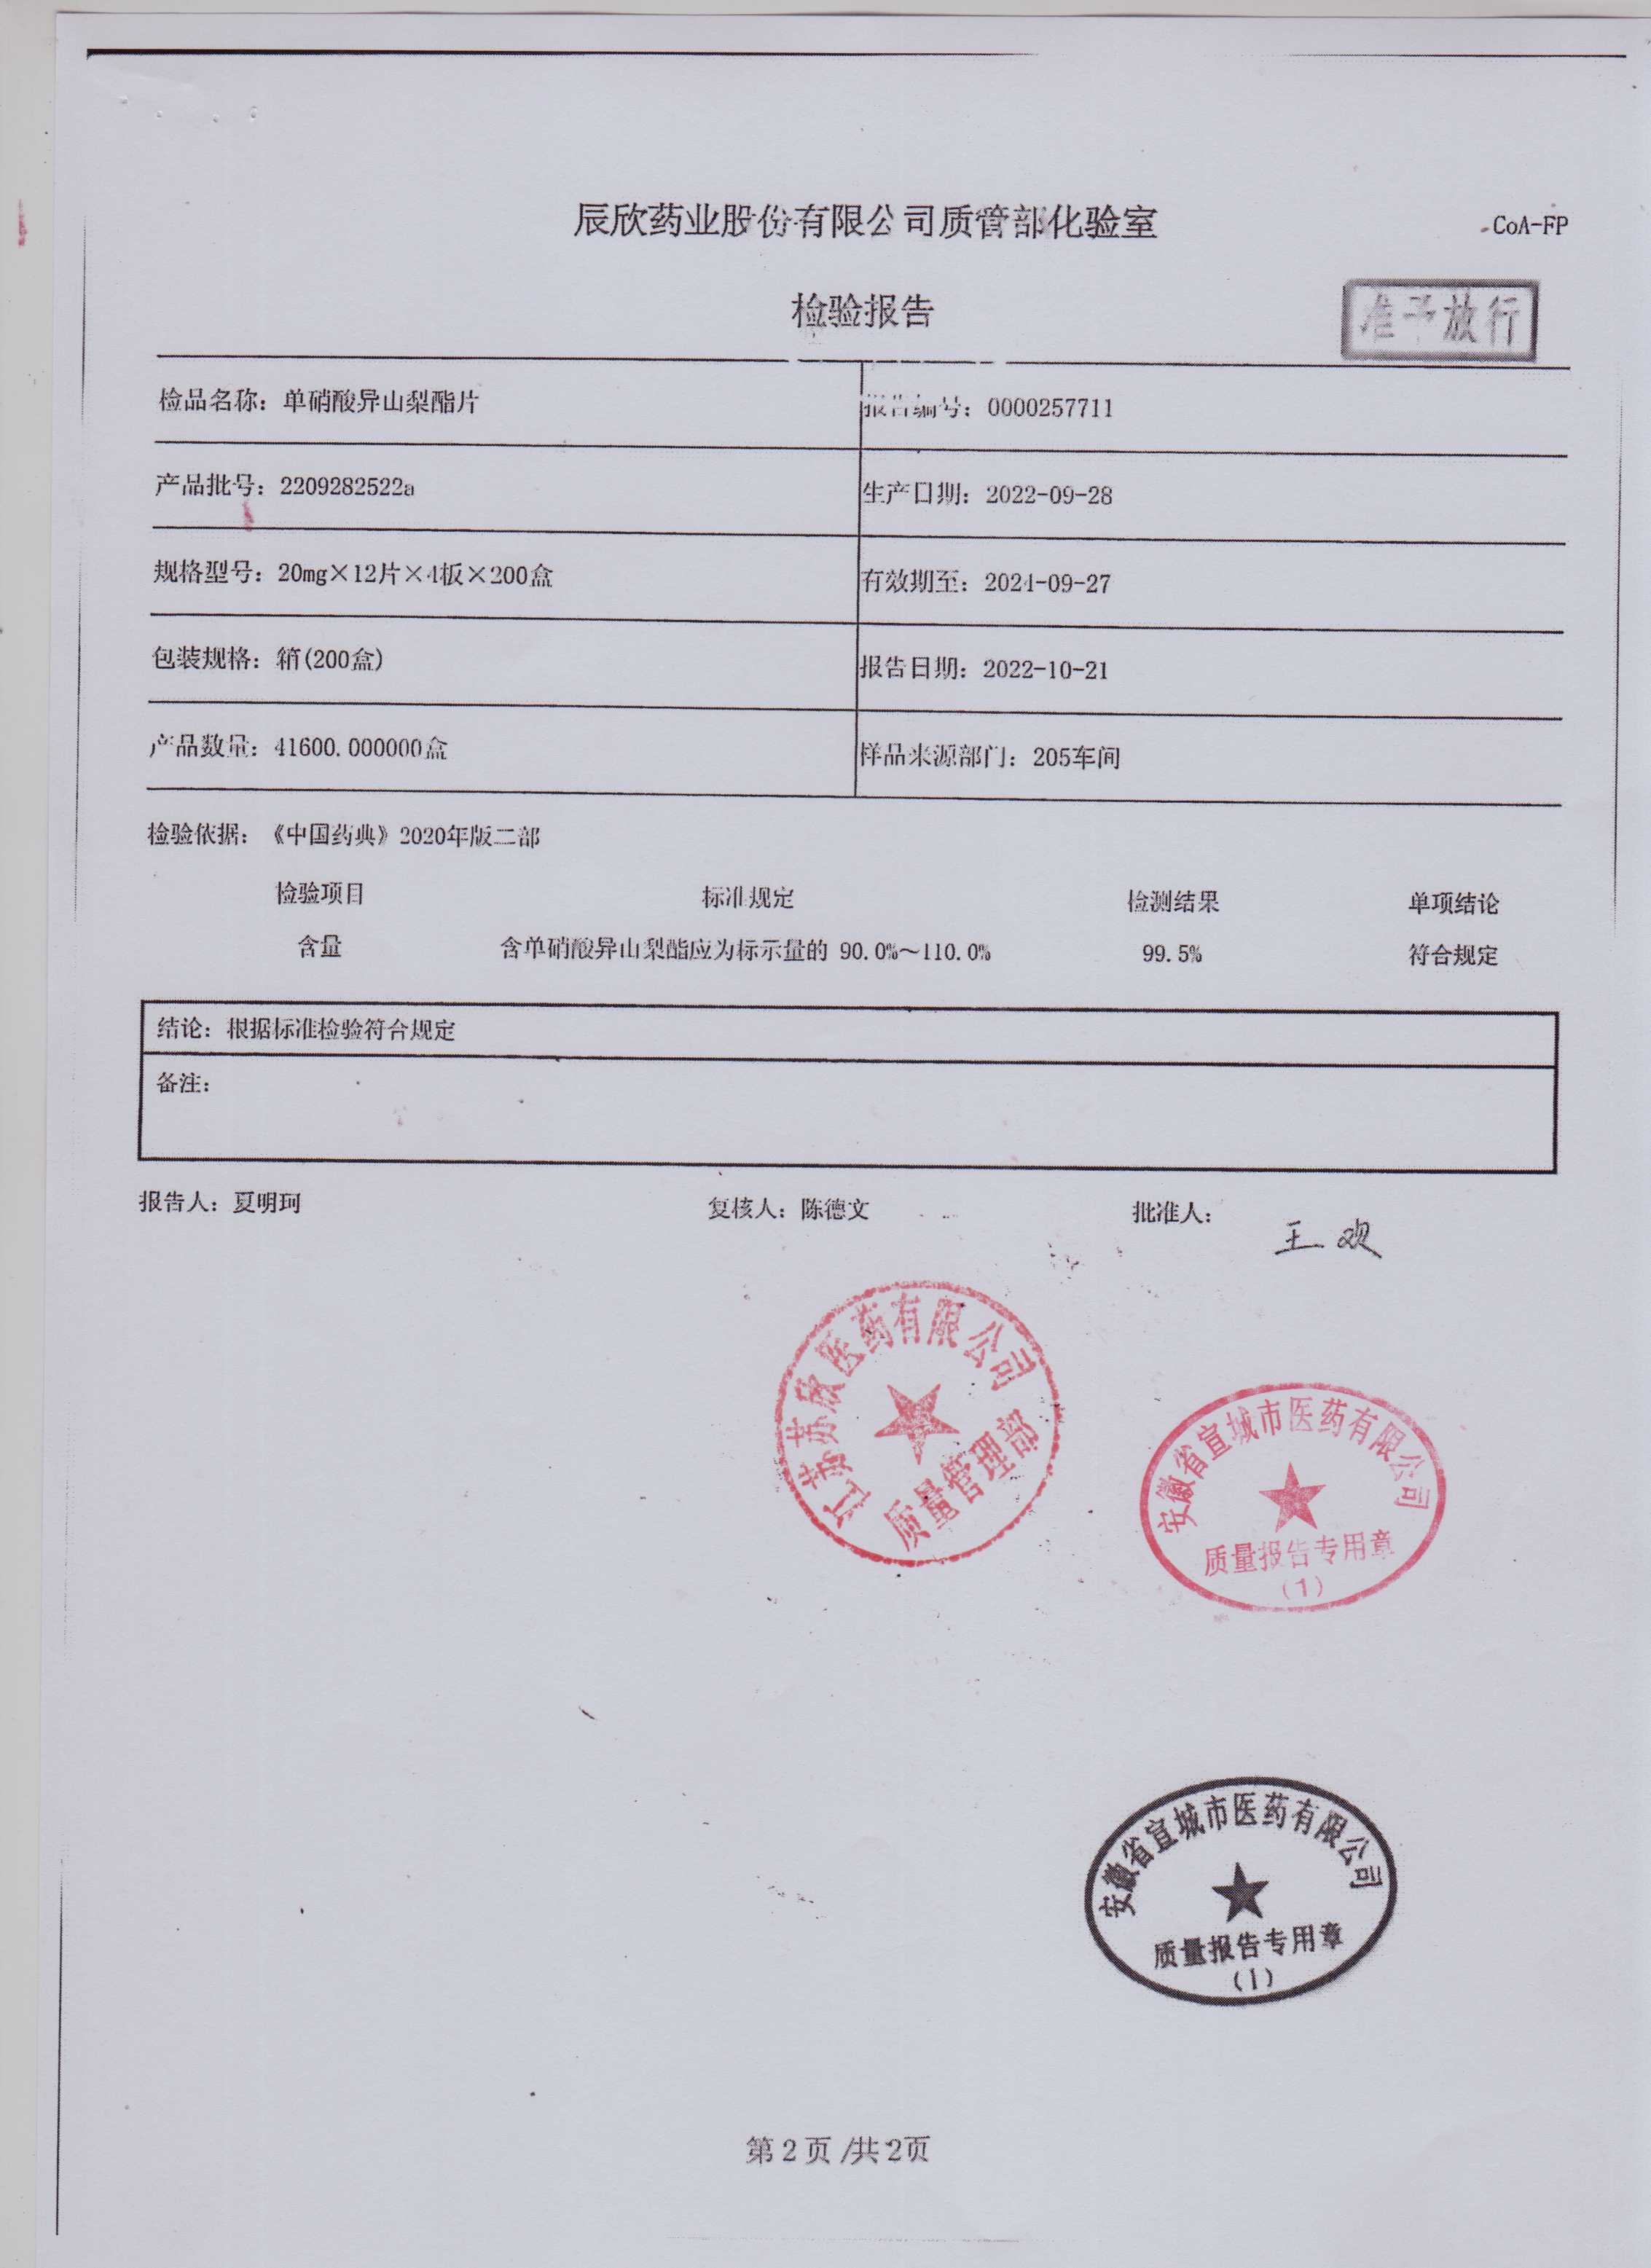 辰欣药业股份有限公司质管部化验室
CoA-FP
检验报告
准予放行
检品名称：单硝酸异山梨酯片 报告编号：0000257711
产品批号：2209282522a 生产日期：2022-09-28
规格型号：20mg×12片×4板×200盒 有效期至：2024-09-27
包装规格：箱(200盒) 报告日期：2022-10-21
产品数量：41600.000000盒 样品来源部门：205车间
检验依据：《中国药典》2020年版二部
检验项目 标准规定 检测结果 单项结论
含量 含单硝酸异山梨酯应为标示量的 90.0%～110.0% 99.5% 符合规定
结论：根据标准检验符合规定
备注：
报告人：夏明珂 复核人：陈德文 批准人：
王欢
江苏苏欣医药有限公司
质量管理部
安徽省宣城市医药有限公司
质量报告专用章
(1)
安徽省宣城市医药有限公司
质量报告专用章
(1)
第 2 页 /共 2页